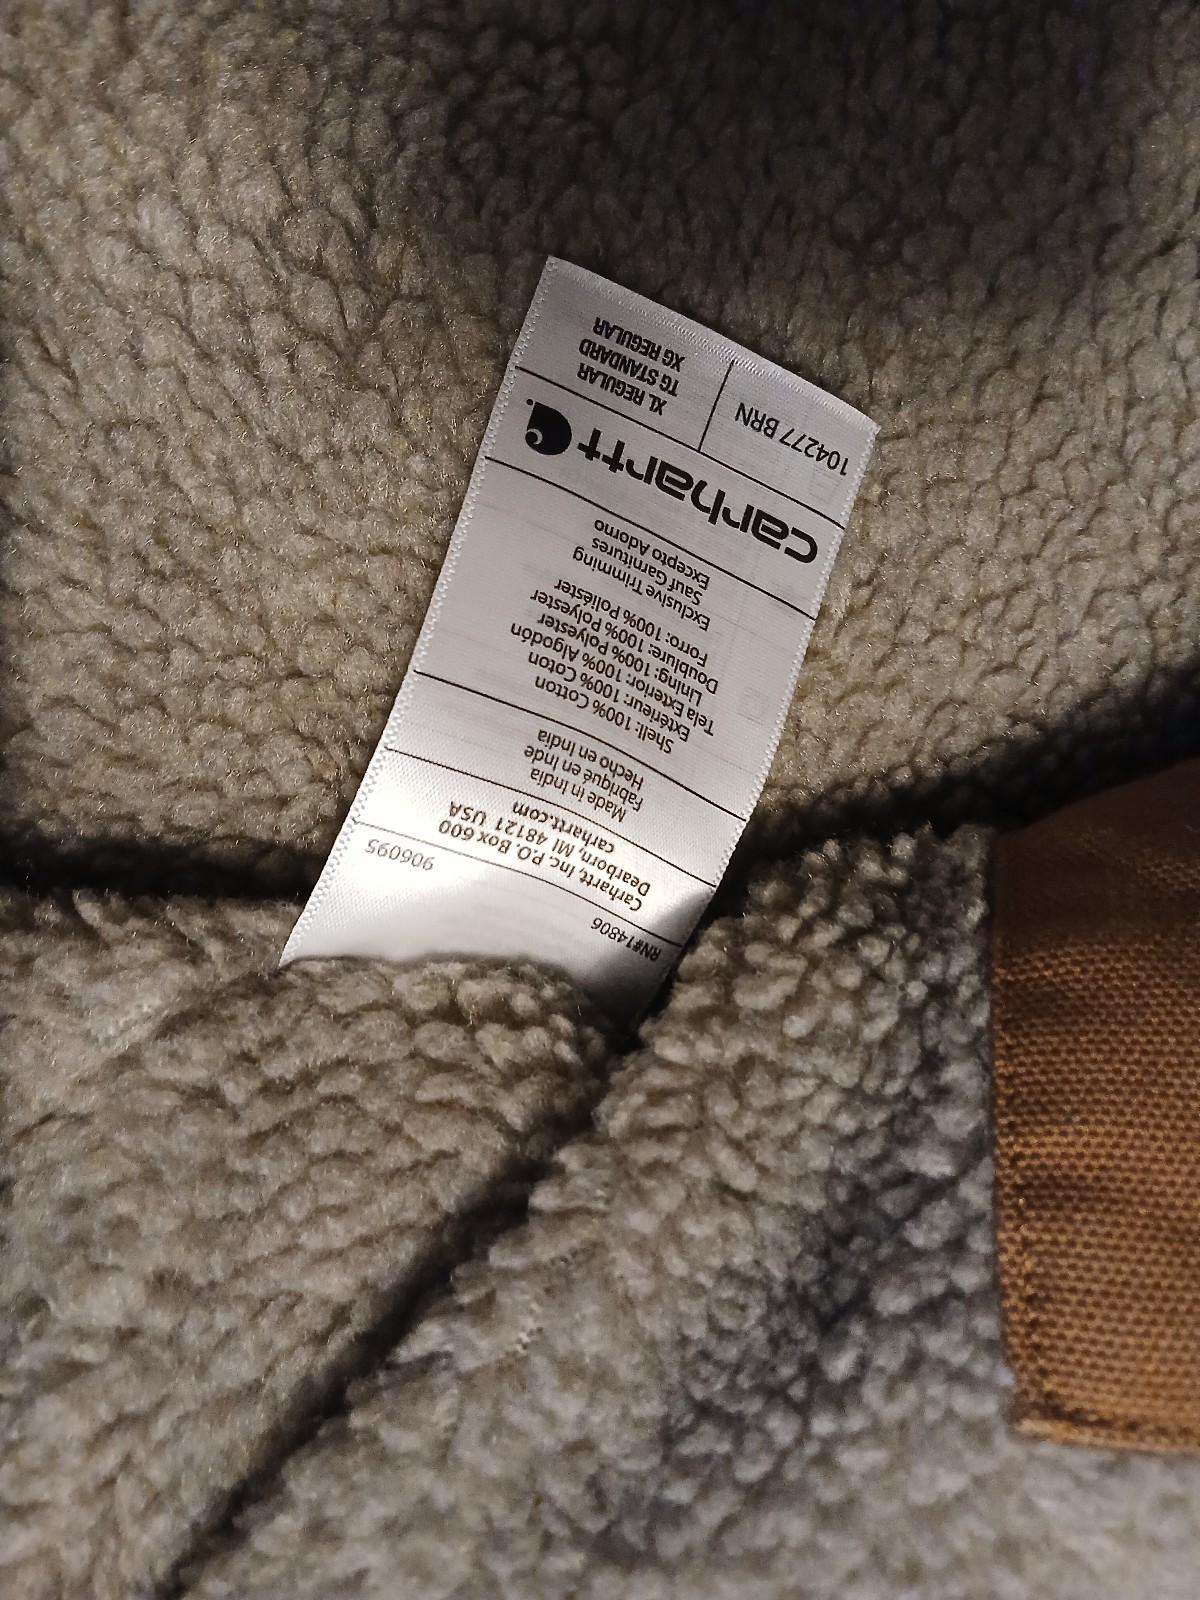 RN#14806
906095
Carhartt, Inc. P.O. Box 600
Dearborn, MI 48121 USA
carhartt.com
Made in India
Fabriqué en Inde
Hecho en India
Shell: 100% Cotton
Extérieur: 100% Coton
Tela Exterior: 100% Algodón
Lining: 100% Polyester
Doublure: 100% Polyester
Forro: 100% Poliéster
Exclusive Trimming
Sauf Garnitures
Excepto Adorno
carhartt
104277 BRN
XL REGULAR
TG STANDARD
XG REGULAR